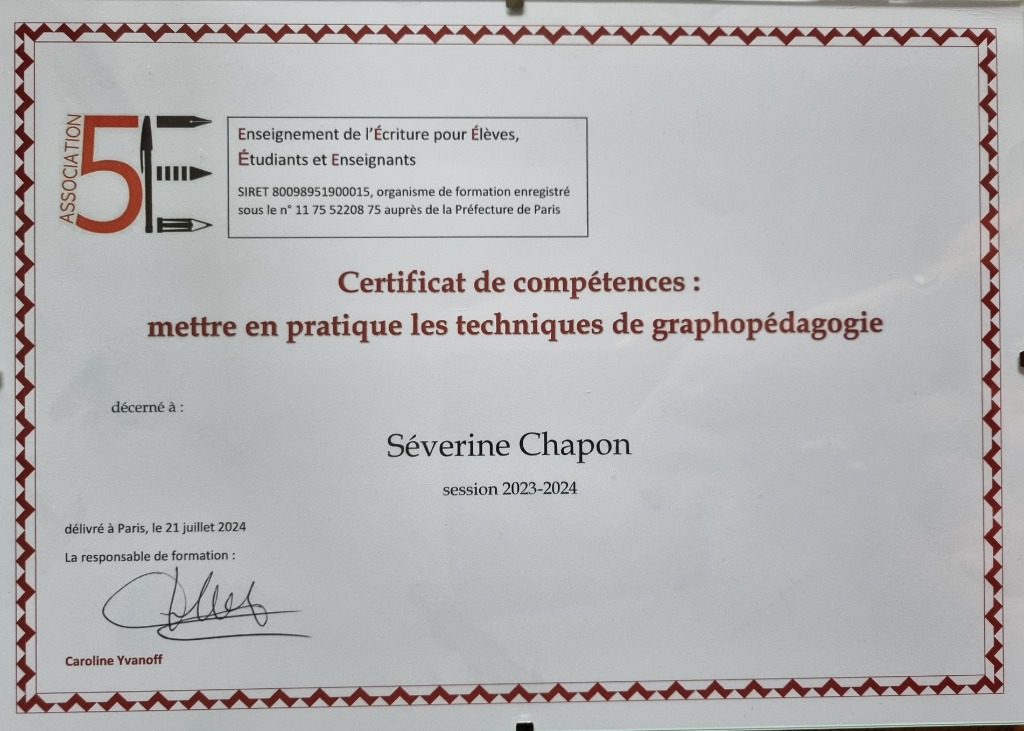 ASSOCIATION
5E
Enseignement de l'Écriture pour Élèves,
Étudiants et Enseignants
SIRET 80098951900015, organisme de formation enregistré
sous le n° 11 75 52208 75 auprès de la Préfecture de Paris
Certificat de compétences :
mettre en pratique les techniques de graphopédagogie
décerné à :
Séverine Chapon
session 2023-2024
délivré à Paris, le 21 juillet 2024
La responsable de formation :
Caroline Yvanoff